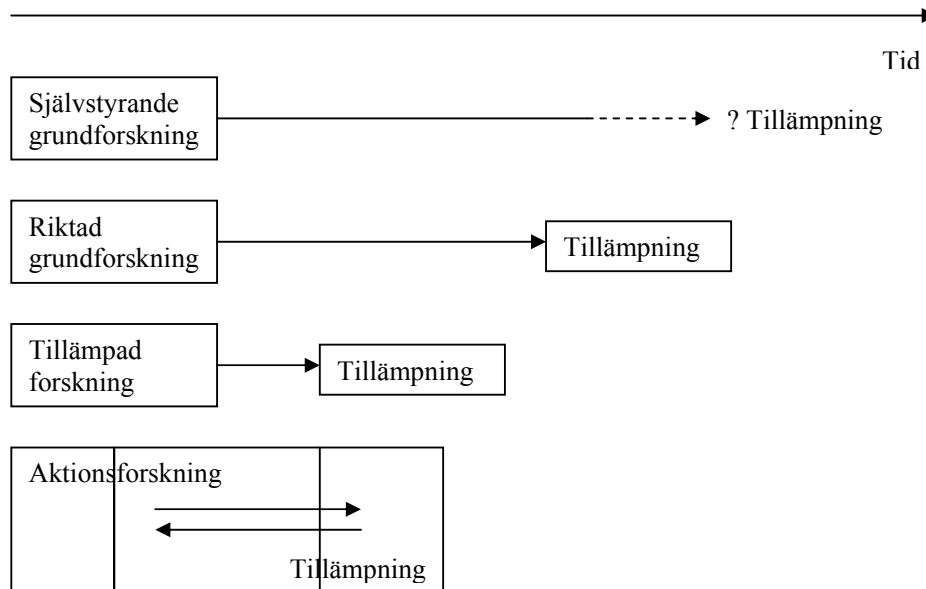 Tid
Självstyrande
grundforskning
? Tillämpning
Riktad
grundforskning
Tillämpning
Tillämpad
forskning
Tillämpning
Aktionsforskning
Tillämpning